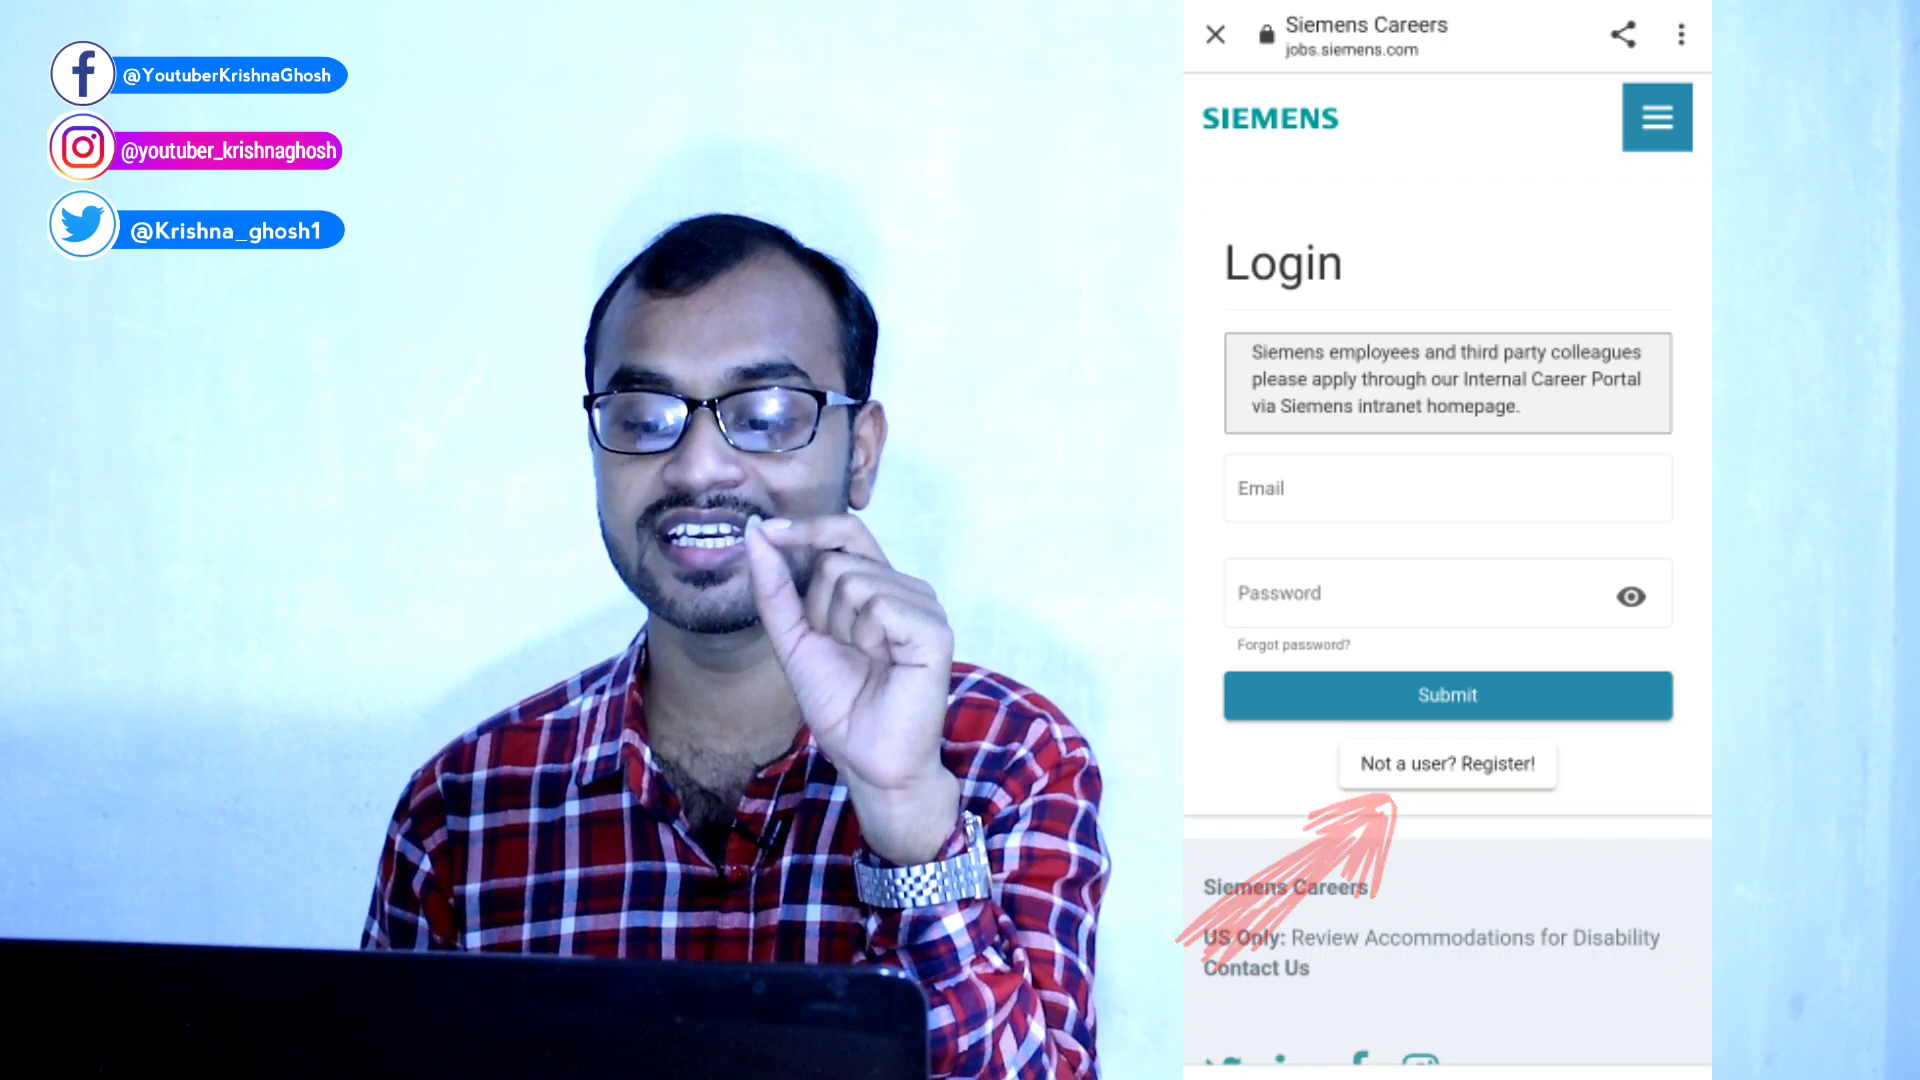 @YoutuberKrishnaGhosh
@youtuber_krishnaghosh
@Krishna_ghosh1
Siemens Careers
jobs.siemens.com
SIEMENS
Login
Siemens employees and third party colleagues
please apply through our Internal Career Portal
via Siemens intranet homepage.
Email
Password
Forgot password?
Submit
Not a user? Register!
Siemens Careers
US Only: Review Accommodations for Disability
Contact Us